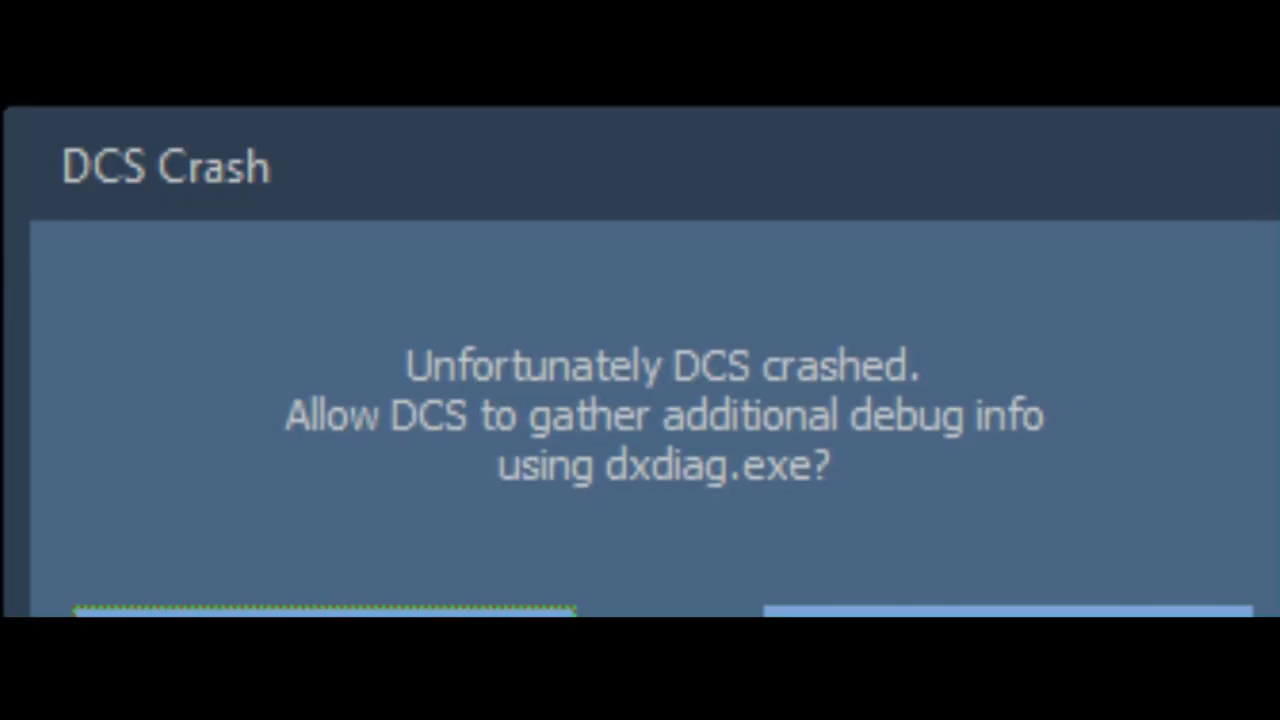 DCS Crash
Unfortunately DCS crashed.
Allow DCS to gather additional debug info
using dxdiag.exe?